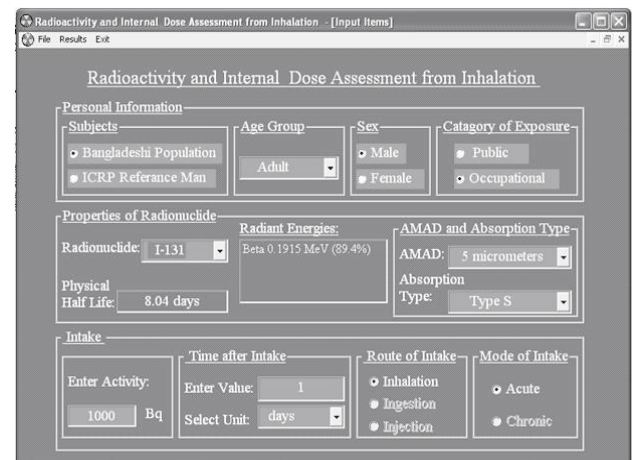 Radioactivity and Internal Dose Assessment from Inhalation - [Input Items]
File Results Exit
Radioactivity and Internal Dose Assessment from Inhalation
Personal Information
Subjects
Bangladeshi Population
ICRP Referance Man
Age Group
Adult
Sex
Male
Female
Catagory of Exposure
Public
Occupational
Properties of Radionuclide
Radionuclide: I-131
Physical
Half Life: 8.04 days
Radiant Energies:
Beta 0.1915 MeV (89.4%)
AMAD and Absorption Type
AMAD: 5 micrometers
Absorption
Type: Type S
Intake
Enter Activity:
1000 Bq
Time after Intake
Enter Value: 1
Select Unit: days
Route of Intake
Inhalation
Ingestion
Injection
Mode of Intake
Acute
Chronic